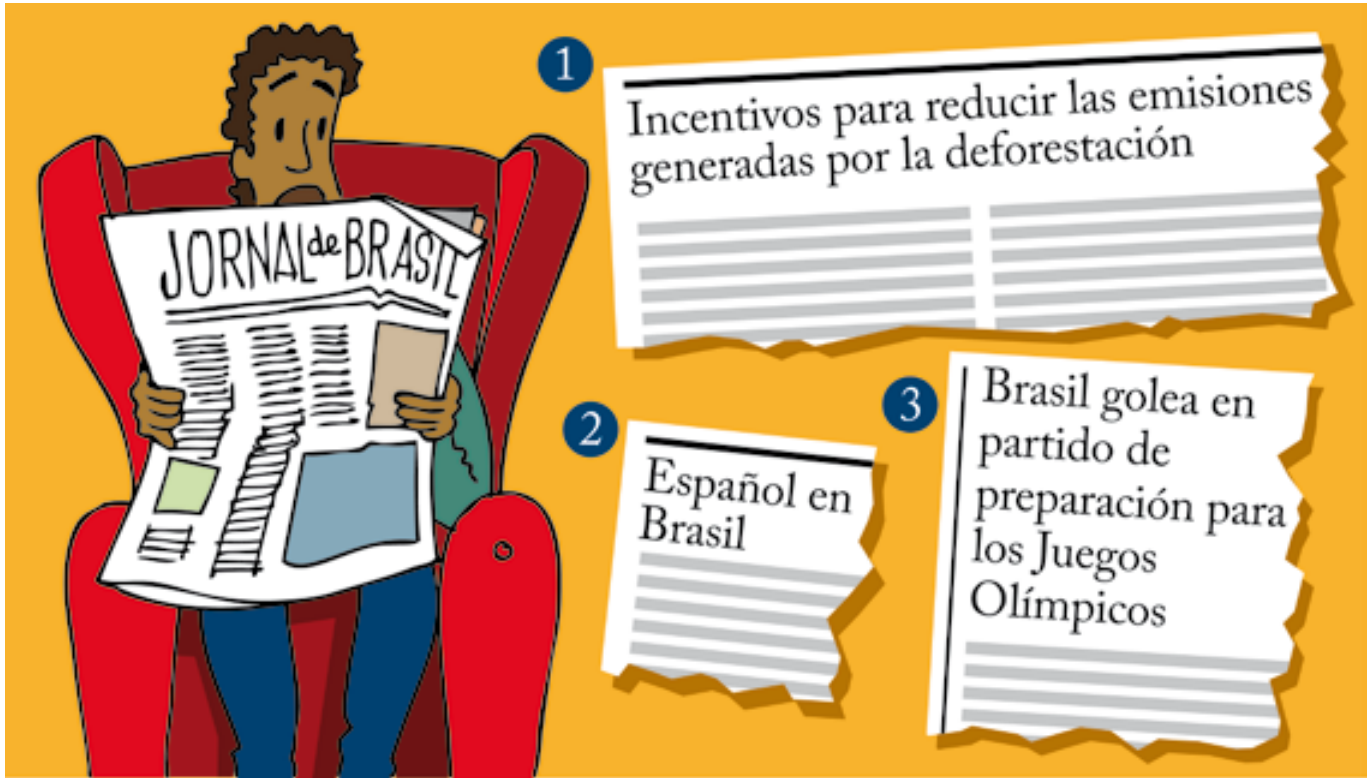 JORNAL de BRASIL
1
Incentivos para reducir las emisiones
generadas por la deforestación
2
Español en
Brasil
3
Brasil golea en
partido de
preparación para
los Juegos
Olímpicos